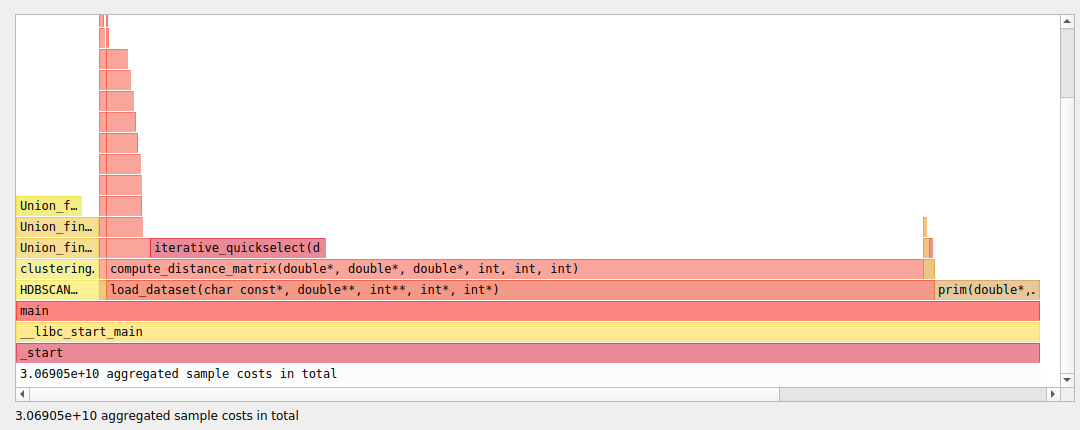 Union_f…
Union_fin…
Union_fin… iterative_quickselect(d
clustering. compute_distance_matrix(double*, double*, double*, int, int, int)
HDBSCAN… load_dataset(char const*, double**, int**, int*, int*) prim(double*,.
main
__libc_start_main
_start
3.06905e+10 aggregated sample costs in total
3.06905e+10 aggregated sample costs in total